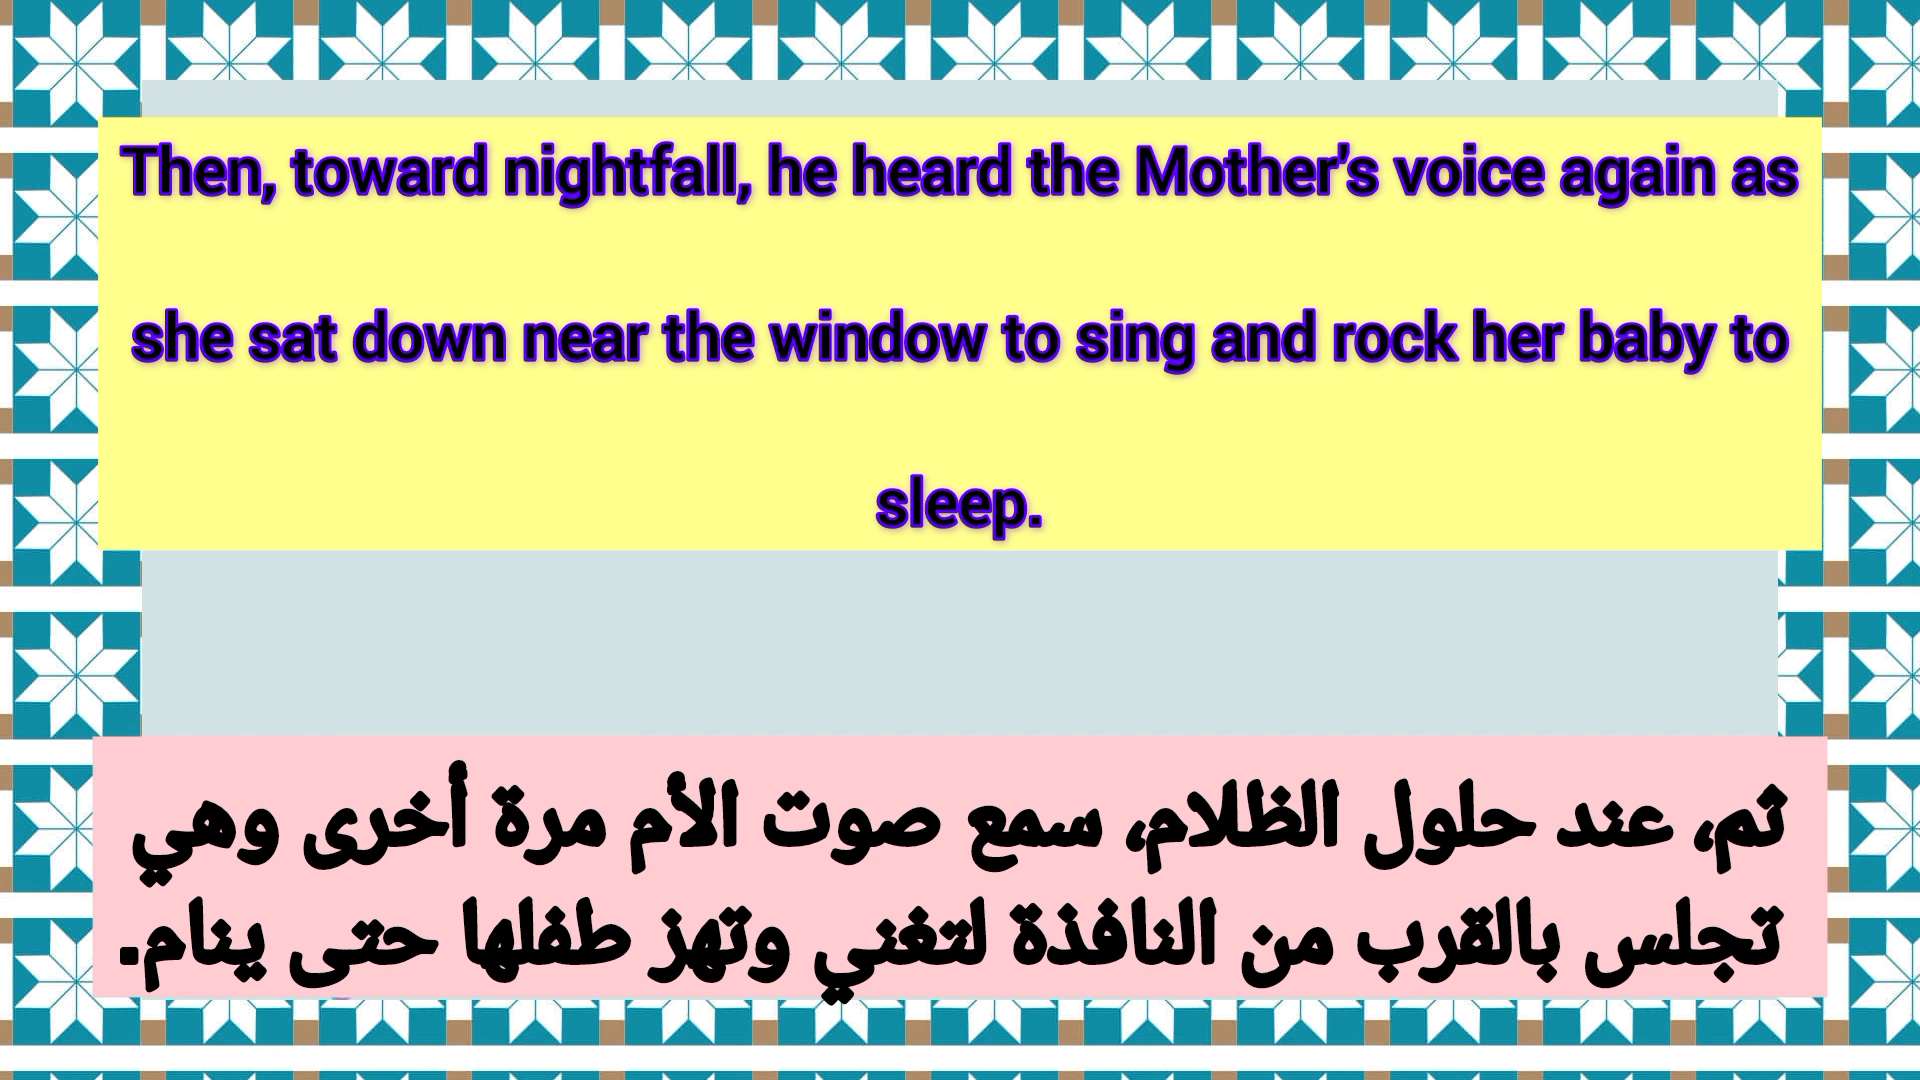 Then, toward nightfall, he heard the Mother's voice again as
she sat down near the window to sing and rock her baby to
sleep.
ثم، عند حلول الظلام، سمع صوت الأم مرة أخرى وهي
تجلس بالقرب من النافذة لتغني وتهز طفلها حتى ينام.